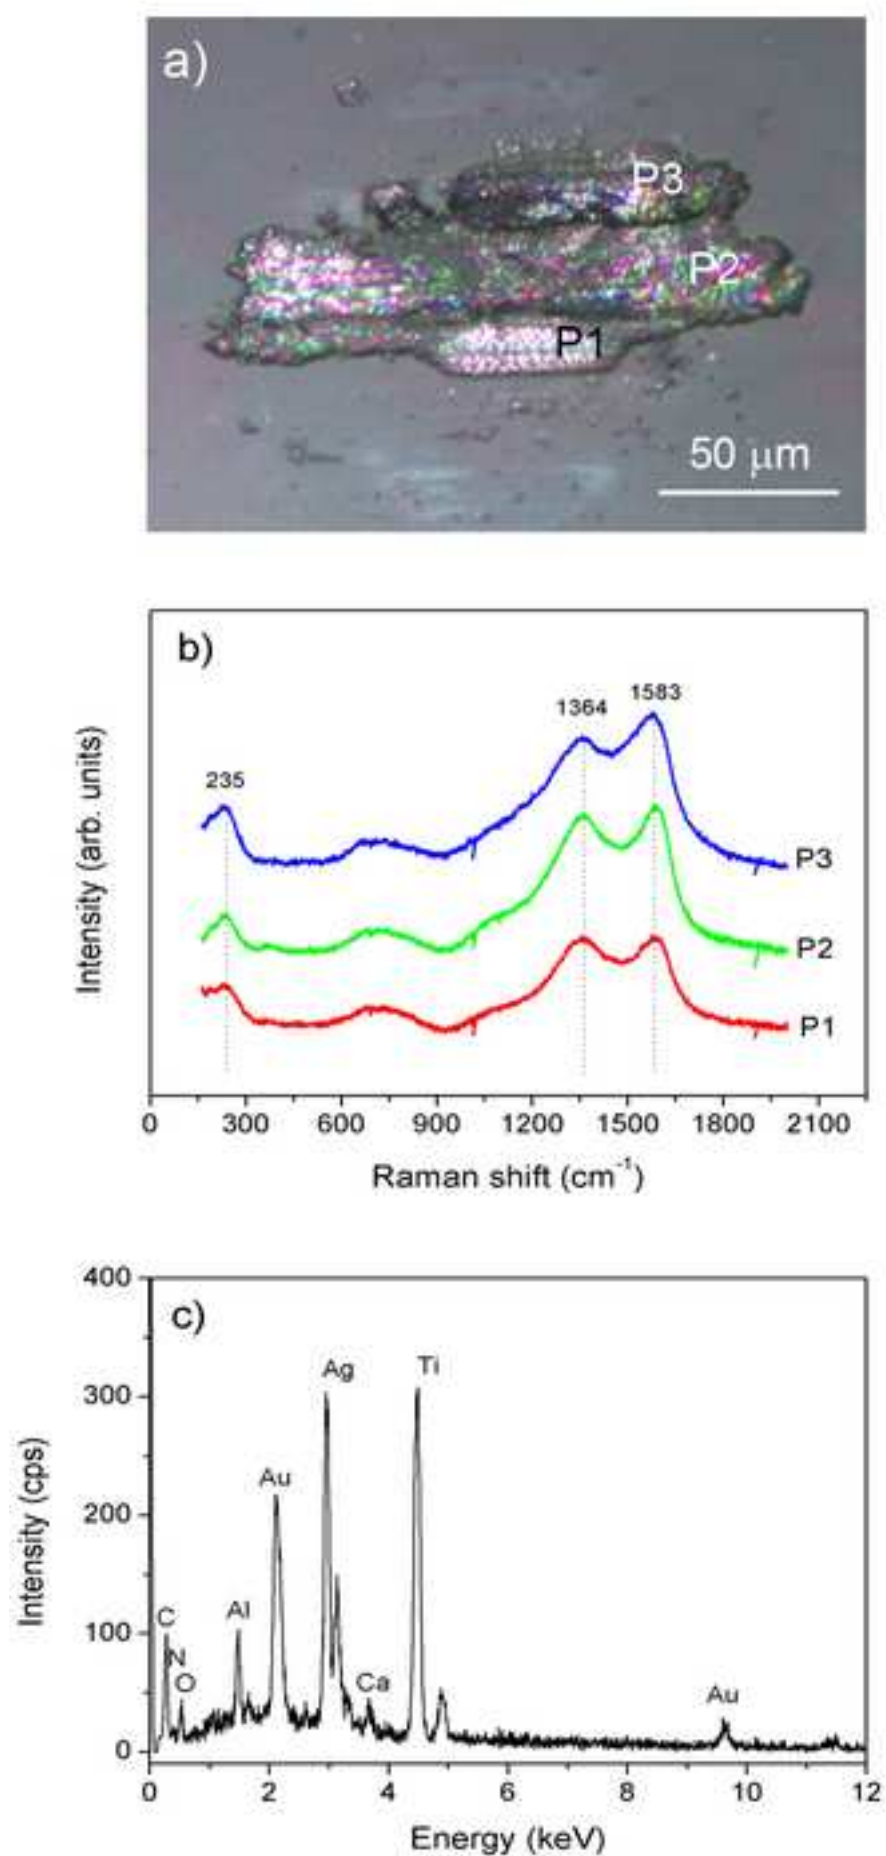 a)
P3
P2
P1
50 μm
b)
235
1364
1583
P3
P2
P1
Intensity (arb. units)
0 300 600 900 1200 1500 1800 2100
Raman shift (cm⁻¹)
c)
400
300
200
100
0
C
N
O
Al
Au
Ag
Ca
Ti
Au
Intensity (cps)
0 2 4 6 8 10 12
Energy (keV)